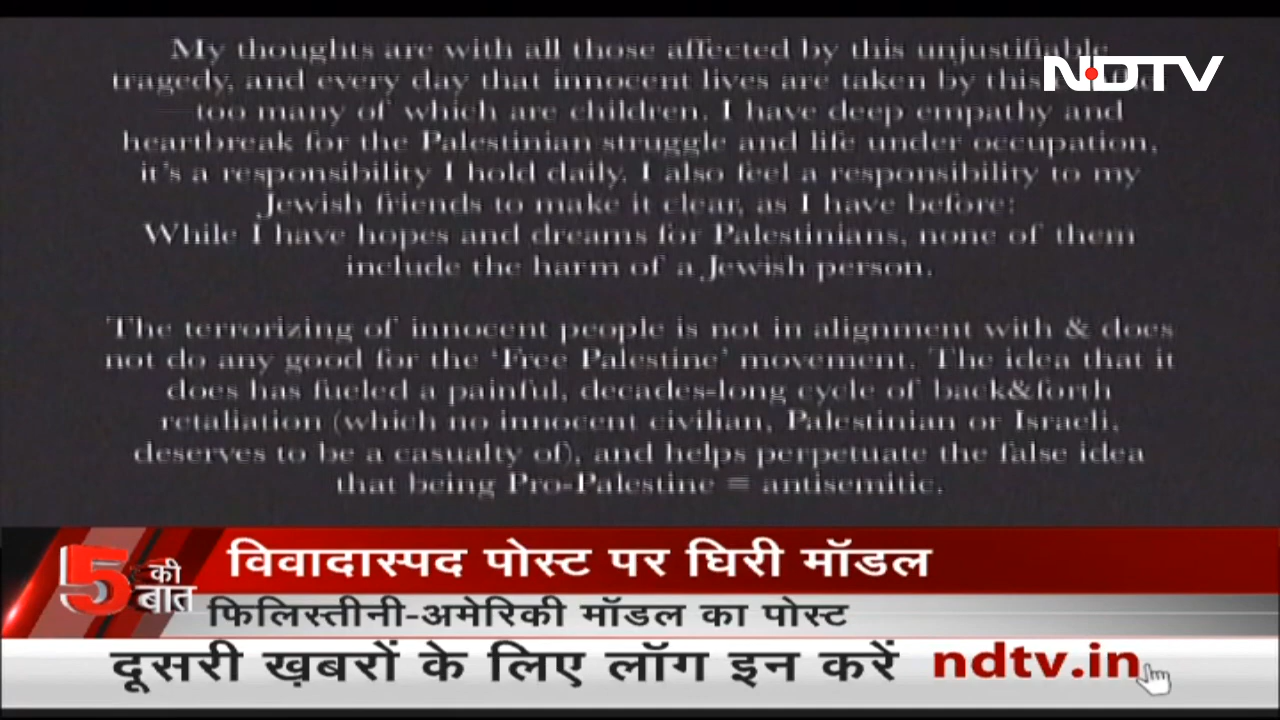 NDTV
My thoughts are with all those affected by this unjustifiable
tragedy, and every day that innocent lives are taken by this
too many of which are children. I have deep empathy and
heartbreak for the Palestinian struggle and life under occupation,
it's a responsibility I hold daily. I also feel a responsibility to my
Jewish friends to make it clear, as I have before:
While I have hopes and dreams for Palestinians, none of them
include the harm of a Jewish person.
The terrorizing of innocent people is not in alignment with & does
not do any good for the 'Free Palestine' movement. The idea that it
does has fueled a painful, decades-long cycle of back&forth
retaliation (which no innocent civilian, Palestinian or Israeli,
deserves to be a casualty of), and helps perpetuate the false idea
that being Pro-Palestine = antisemitic.
5 की बात
विवादास्पद पोस्ट पर घिरी मॉडल
फिलिस्तीनी-अमेरिकी मॉडल का पोस्ट
दूसरी ख़बरों के लिए लॉग इन करें ndtv.in